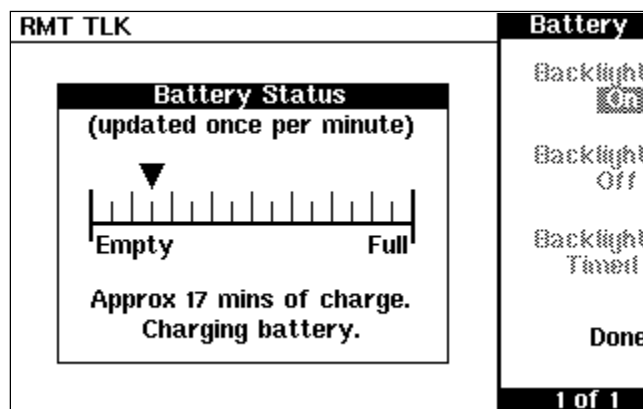 RMT TLK
Battery Status
(updated once per minute)
Empty Full
Approx 17 mins of charge.
Charging battery.
Battery
Backlight
On
Backlight
Off
Backlight
Timed
Done
1 of 1